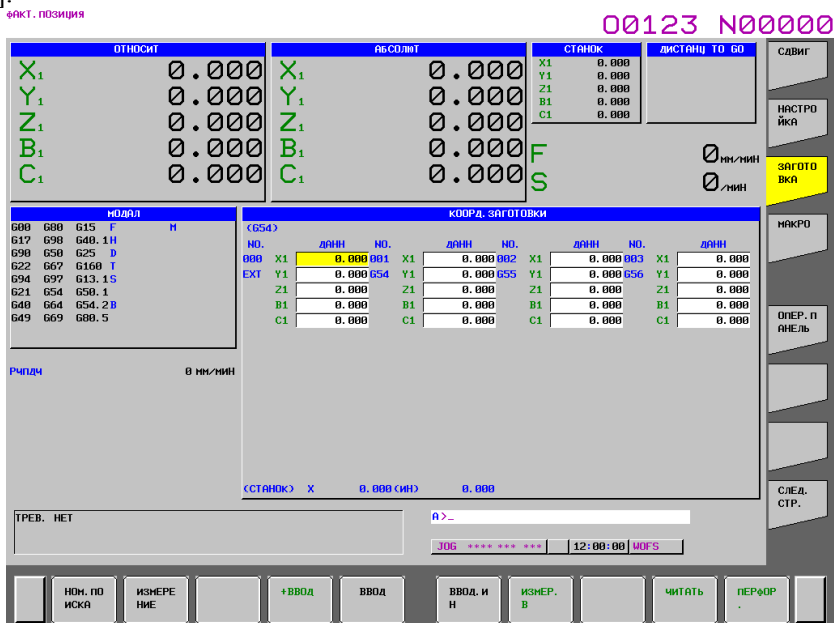 ].
ФАКТ.ПОЗИЦИЯ
O0123 N00000
ОТНОСИТ
X1 0.000
Y1 0.000
Z1 0.000
B1 0.000
C1 0.000
АБСОЛЮТ
X1 0.000
Y1 0.000
Z1 0.000
B1 0.000
C1 0.000
СТАНОК
X1 0.000
Y1 0.000
Z1 0.000
B1 0.000
C1 0.000
ДИСТАНЦ TO GO
F 0 ММ/МИН
S 0 /МИН
МОДАЛ
G00 G80 G15 F M
G17 G98 G40.1 H
G90 G50 G25 D
G22 G67 G160 T
G94 G97 G13.1 S
G21 G54 G50.1
G40 G64 G54.2 B
G49 G69 G80.5
РЧПДЧ 0 ММ/МИН
КООРД.ЗАГОТОВКИ
(G54)
NO. ДАНН NO. ДАНН NO. ДАНН NO. ДАНН
000 X1 0.000 001 X1 0.000 002 X1 0.000 003 X1 0.000
EXT Y1 0.000 G54 Y1 0.000 G55 Y1 0.000 G56 Y1 0.000
Z1 0.000 Z1 0.000 Z1 0.000 Z1 0.000
B1 0.000 B1 0.000 B1 0.000 B1 0.000
C1 0.000 C1 0.000 C1 0.000 C1 0.000
(СТАНОК) X 0.000(ИН) 0.000
ТРЕВ. НЕТ
A>_
JOG **** *** *** 12:00:00 WOFS
СДВИГ
НАСТРО
ЙКА
ЗАГОТО
ВКА
МАКРО
ОПЕР.П
АНЕЛЬ
СЛЕД.
СТР.
НОМ.ПО
ИСКА
ИЗМЕРЕ
НИЕ
+ВВОД
ВВОД
ВВОД.И
Н
ИЗМЕР.
В
ЧИТАТЬ
ПЕРФОР
.